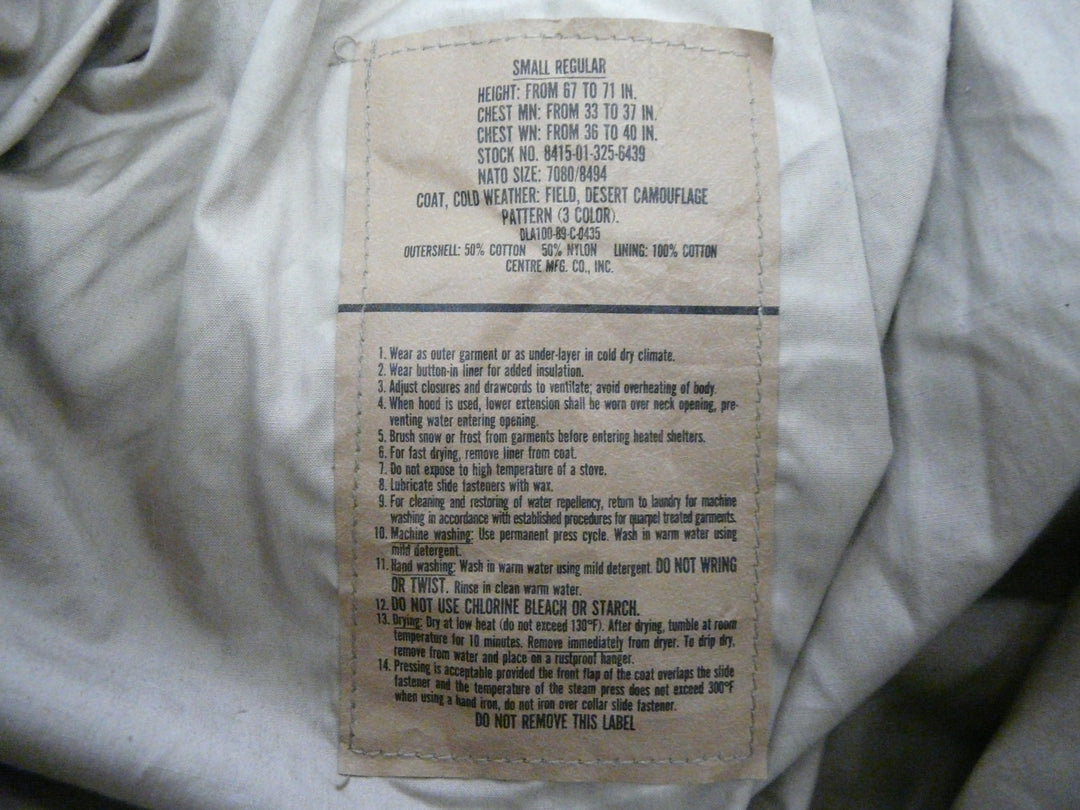 SMALL REGULAR
HEIGHT: FROM 67 TO 71 IN.
CHEST MN: FROM 33 TO 37 IN.
CHEST WN: FROM 36 TO 40 IN.
STOCK NO. 8415-01-325-6439
NATO SIZE: 7080/8494
COAT, COLD WEATHER: FIELD, DESERT CAMOUFLAGE
PATTERN (3 COLOR).
DLA100-89-C-0435
OUTERSHELL: 50% COTTON 50% NYLON LINING: 100% COTTON
CENTRE MFG. CO., INC.
1. Wear as outer garment or as under-layer in cold dry climate.
2. Wear button-in liner for added insulation.
3. Adjust closures and drawcords to ventilate; avoid overheating of body.
4. When hood is used, lower extension shall be worn over neck opening, pre-
venting water entering opening.
5. Brush snow or frost from garments before entering heated shelters.
6. For fast drying, remove liner from coat.
7. Do not expose to high temperature of a stove.
8. Lubricate slide fasteners with wax.
9. For cleaning and restoring of water repellency, return to laundry for machine
washing in accordance with established procedures for quarpel treated garments.
10. Machine washing: Use permanent press cycle. Wash in warm water using
mild detergent.
11. Hand washing: Wash in warm water using mild detergent. DO NOT WRING
OR TWIST. Rinse in clean warm water.
12. DO NOT USE CHLORINE BLEACH OR STARCH.
13. Drying: Dry at low heat (do not exceed 130°F). After drying, tumble at room
temperature for 10 minutes. Remove immediately from dryer. To drip dry,
remove from water and place on a rustproof hanger.
14. Pressing is acceptable provided the front flap of the coat overlaps the slide
fastener and the temperature of the steam press does not exceed 300°F
when using a hand iron, do not iron over collar slide fastener.
DO NOT REMOVE THIS LABEL